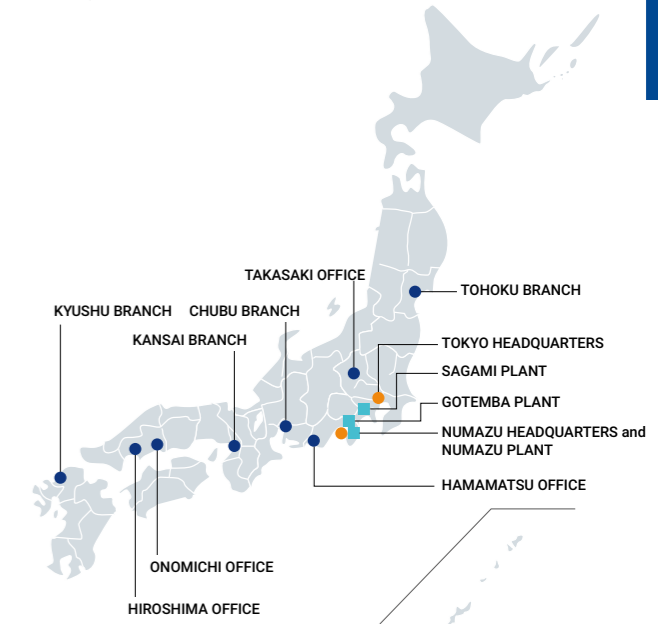 TAKASAKI OFFICE
TOHOKU BRANCH
KYUSHU BRANCH
CHUBU BRANCH
KANSAI BRANCH
TOKYO HEADQUARTERS
SAGAMI PLANT
GOTEMBA PLANT
NUMAZU HEADQUARTERS and
NUMAZU PLANT
HAMAMATSU OFFICE
ONOMICHI OFFICE
HIROSHIMA OFFICE